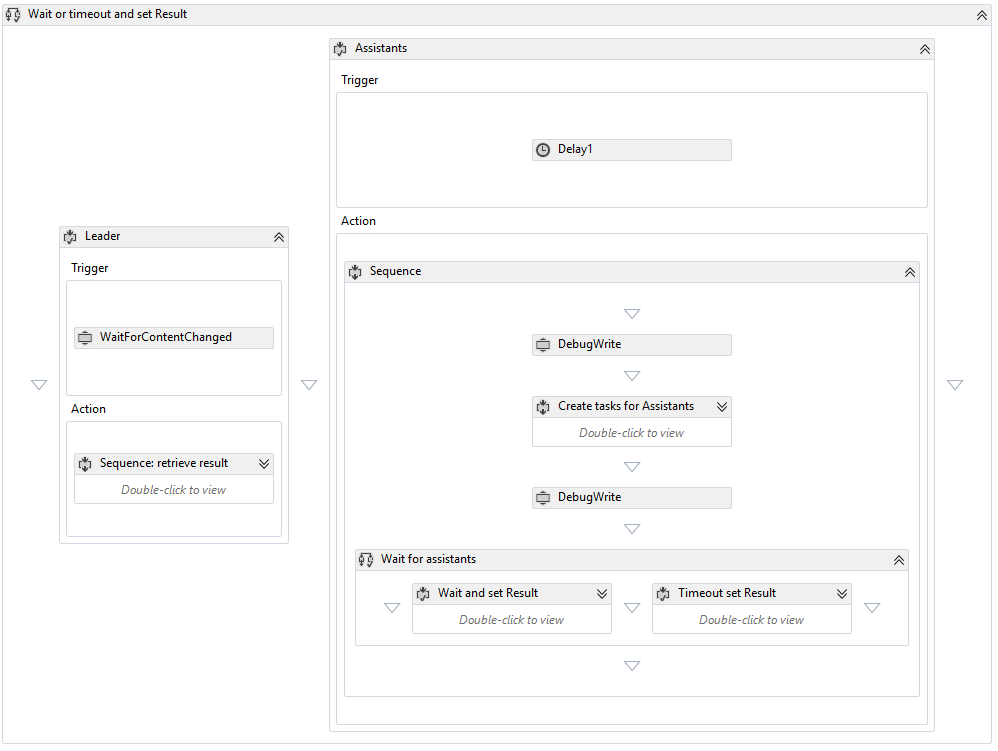 Wait or timeout and set Result
Leader
Trigger
WaitForContentChanged
Action
Sequence: retrieve result
Double-click to view
Assistants
Trigger
Delay1
Action
Sequence
DebugWrite
Create tasks for Assistants
Double-click to view
DebugWrite
Wait for assistants
Wait and set Result
Double-click to view
Timeout set Result
Double-click to view